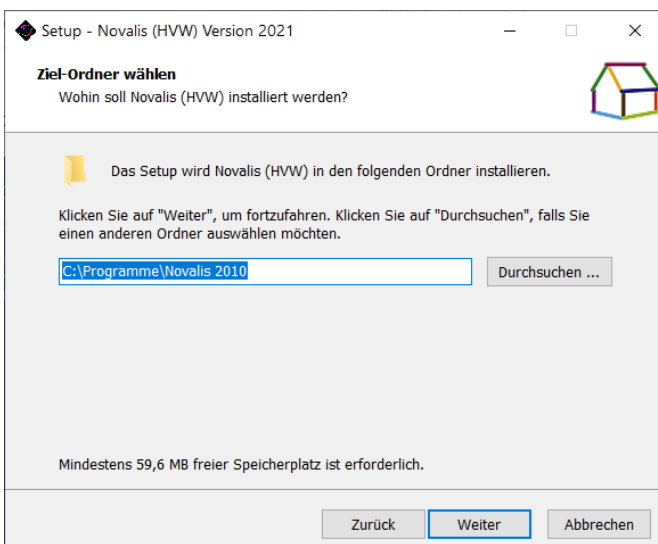 Setup - Novalis (HVW) Version 2021
Ziel-Ordner wählen
Wohin soll Novalis (HVW) installiert werden?
Das Setup wird Novalis (HVW) in den folgenden Ordner installieren.
Klicken Sie auf "Weiter", um fortzufahren. Klicken Sie auf "Durchsuchen", falls Sie
einen anderen Ordner auswählen möchten.
C:\Programme\Novalis 2010
Durchsuchen ...
Mindestens 59,6 MB freier Speicherplatz ist erforderlich.
Zurück
Weiter
Abbrechen